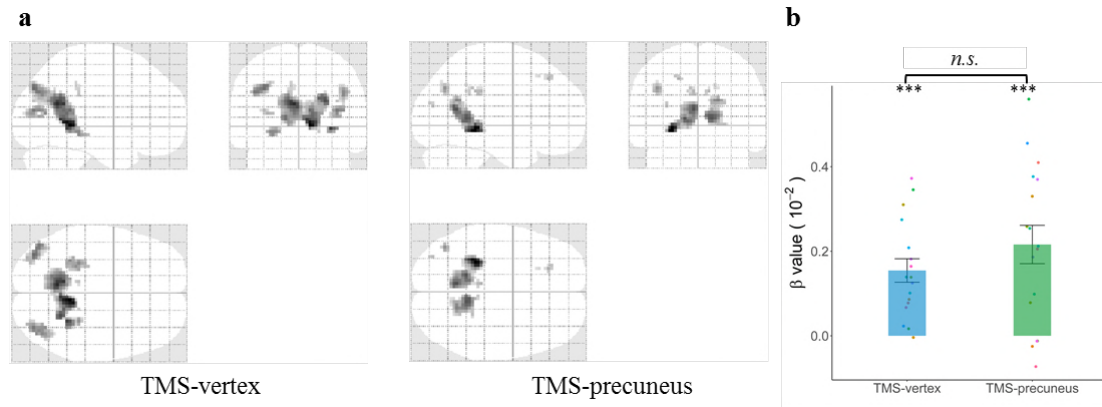 a
b
n.s.
***
***
0.4
0.2
0.0
β value ( 10⁻² )
TMS-vertex
TMS-precuneus
TMS-vertex
TMS-precuneus